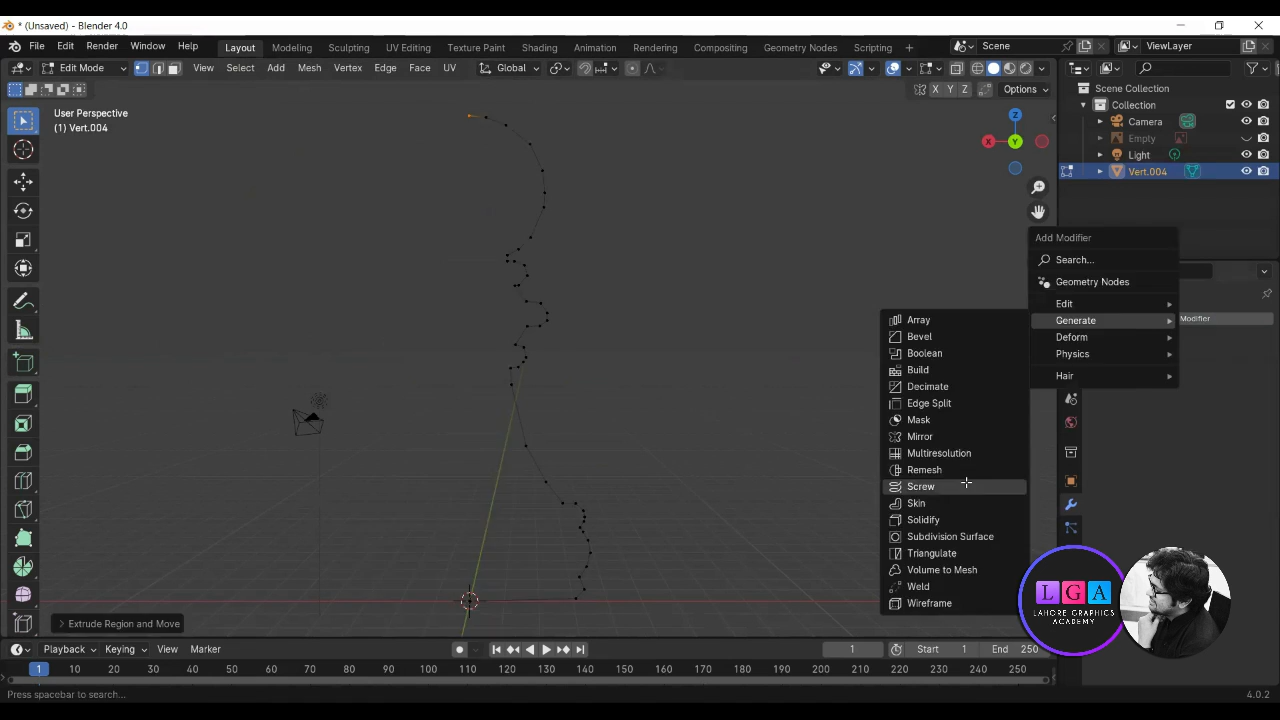 * (Unsaved) - Blender 4.0
File Edit Render Window Help
Layout Modeling Sculpting UV Editing Texture Paint Shading Animation Rendering Compositing Geometry Nodes Scripting +
Scene
ViewLayer
Edit Mode
View Select Add Mesh Vertex Edge Face UV
Global
X Y Z
Options
User Perspective
(1) Vert.004
Z
X
Y
Scene Collection
Collection
Camera
Empty
Light
Vert.004
Add Modifier
Search...
Geometry Nodes
Edit
Generate
Deform
Physics
Hair
Modifier
Array
Bevel
Boolean
Build
Decimate
Edge Split
Mask
Mirror
Multiresolution
Remesh
Screw
Skin
Solidify
Subdivision Surface
Triangulate
Volume to Mesh
Weld
Wireframe
LGA
LAHORE GRAPHICS
ACADEMY
Extrude Region and Move
Playback Keying View Marker
1
Start 1
End 250
1 10 20 30 40 50 60 70 80 90 100 110 120 130 140 150 160 170 180 190 200 210 220 230 240 250
Press spacebar to search...
4.0.2